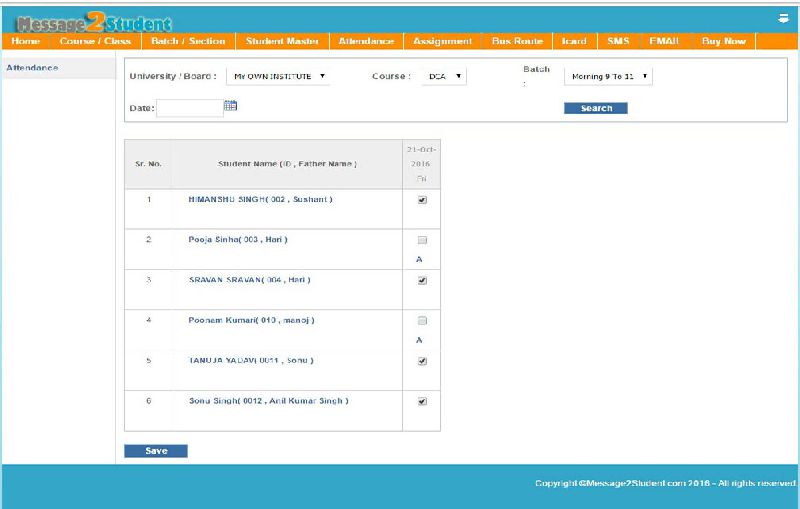 Message2Student
Home Course / Class Batch / Section Student Master Attendance Assignment Bus Route Icard SMS EMAIL Buy Now
Attendance
University / Board : MY OWN INSTITUTE Course : DCA Batch : Morning 9 To 11
Date: Search
Sr. No. Student Name (ID , Father Name ) 21-Oct-2016 Fri
1 HIMANSHU SINGH( 002 , Sushant )
2 Pooja Sinha( 003 , Hari )
A
3 SRAVAN SRAVAN( 004 , Hari )
4 Poonam Kumari( 010 , manoj )
A
5 TANUJA YADAV( 0011 , Sonu )
6 Sonu Singh( 0012 , Anil Kumar Singh )
Save
Copyright ©Message2Student.com 2016 - All rights reserved.